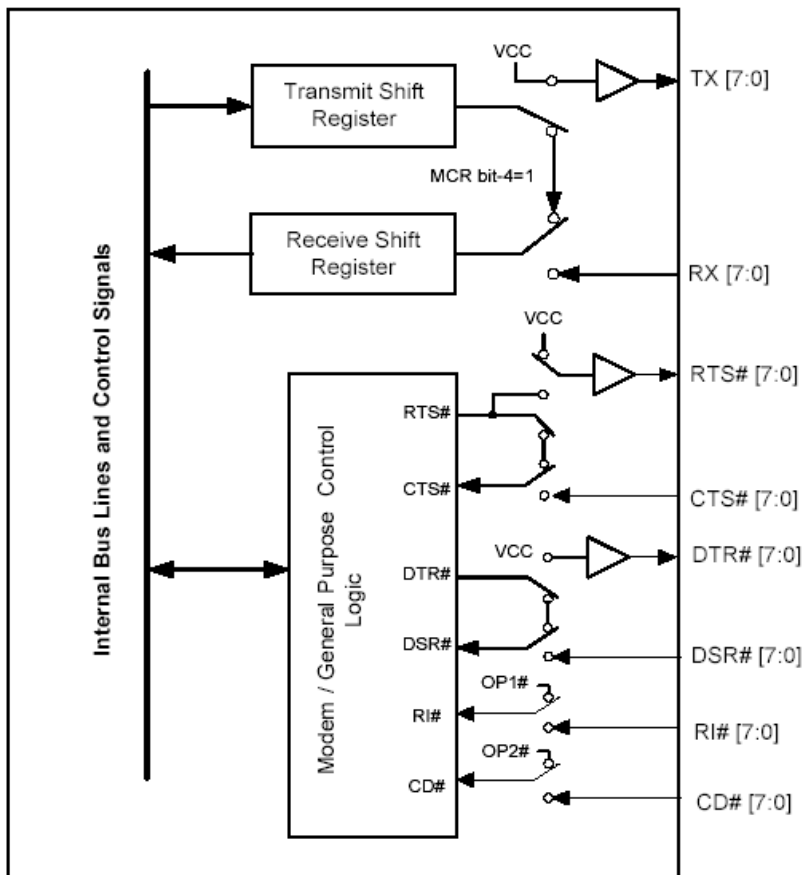 VCC
TX [7:0]
Transmit Shift
Register
MCR bit-4=1
Receive Shift
Register
RX [7:0]
Internal Bus Lines and Control Signals
VCC
RTS# [7:0]
RTS#
CTS#
CTS# [7:0]
Modem / General Purpose Control
Logic
VCC
DTR# [7:0]
DTR#
DSR#
DSR# [7:0]
OP1#
RI#
RI# [7:0]
OP2#
CD#
CD# [7:0]